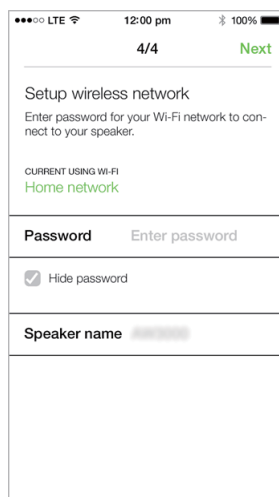 LTE 12:00 pm 100%
4/4 Next
Setup wireless network
Enter password for your Wi-Fi network to con-
nect to your speaker.
CURRENT USING WI-FI
Home network
Password Enter password
Hide password
Speaker name